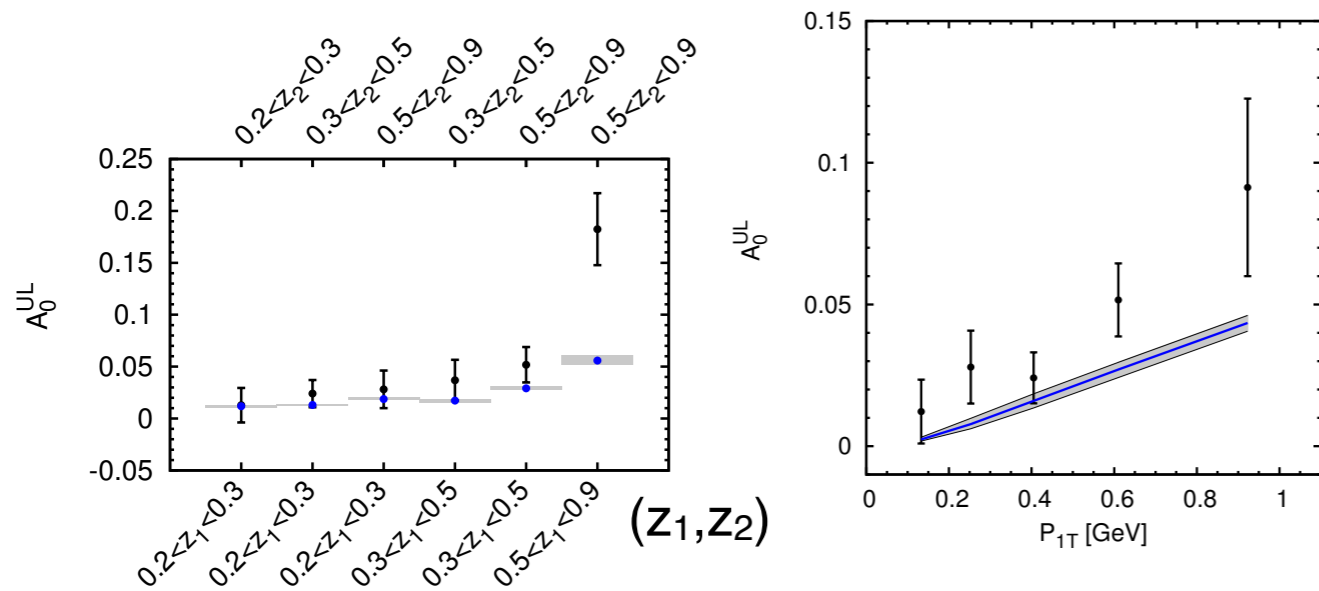 0.2<z₂<0.3
0.3<z₂<0.5
0.5<z₂<0.9
0.3<z₂<0.5
0.5<z₂<0.9
0.5<z₂<0.9
0.25
0.2
0.15
0.1
0.05
0
-0.05
A₀ᵁᴸ
0.2<z₁<0.3
0.2<z₁<0.3
0.2<z₁<0.3
0.3<z₁<0.5
0.3<z₁<0.5
0.5<z₁<0.9
(z₁,z₂)
0.15
0.1
0.05
0
A₀ᵁᴸ
0 0.2 0.4 0.6 0.8 1
P₁T [GeV]